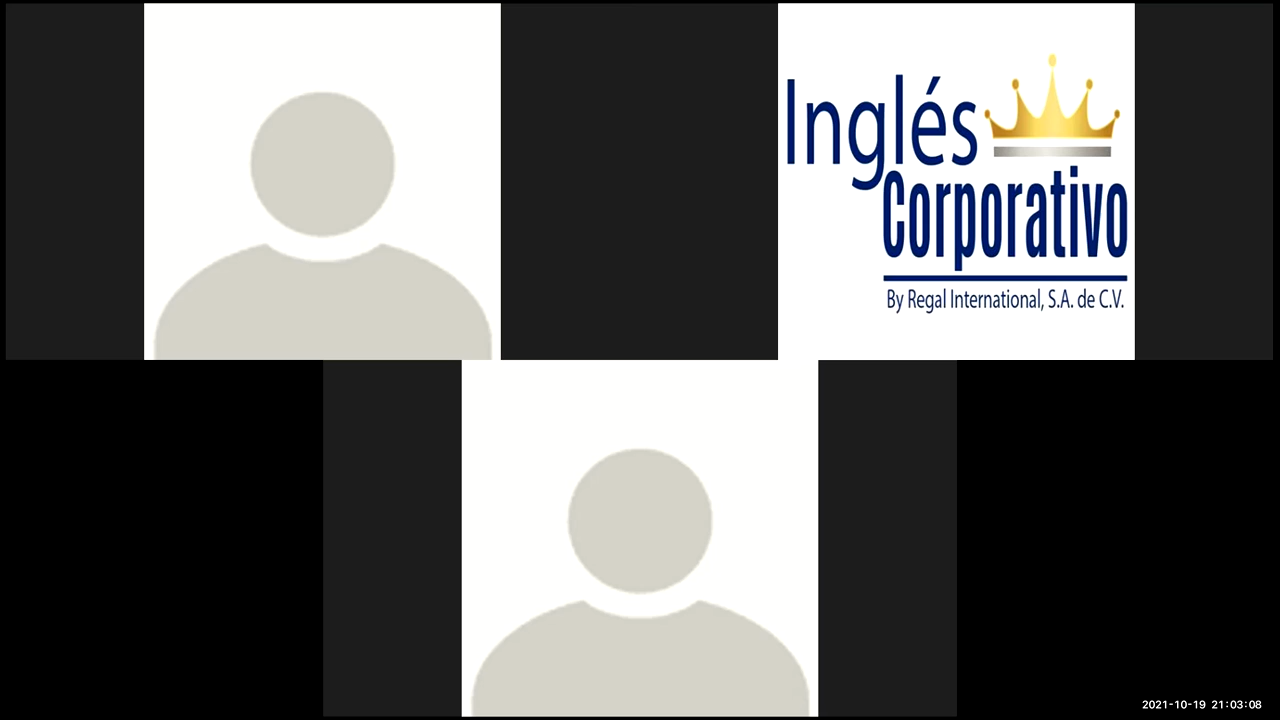 Inglés
Corporativo
By Regal International, S.A. de C.V.
2021-10-19 21:03:08